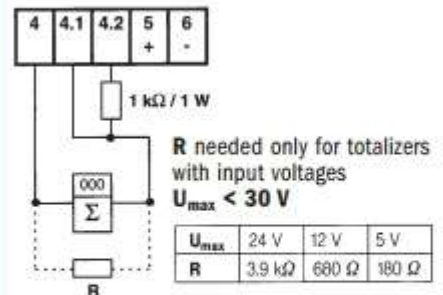 4 4.1 4.2 5 6
+ -
1 kΩ / 1 W
R needed only for totalizers
with input voltages
Umax < 30 V
000
Σ
Umax 24 V 12 V 5 V
R 3.9 kΩ 680 Ω 180 Ω
R